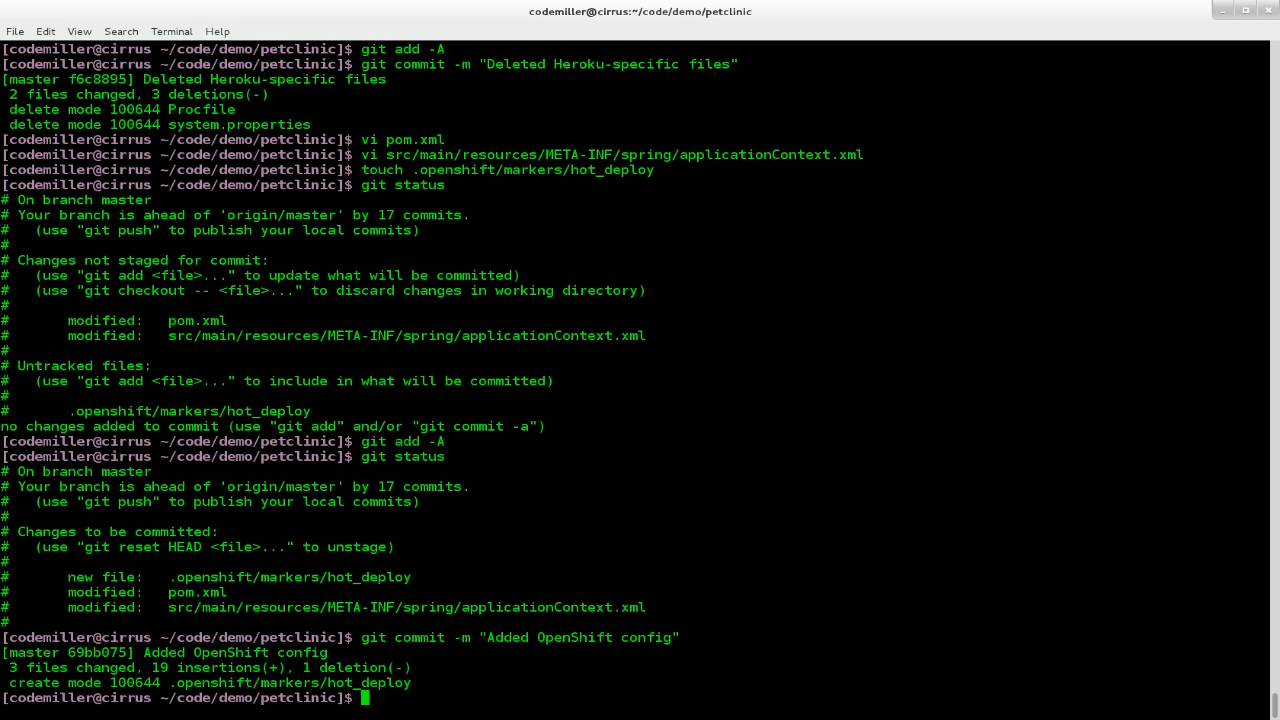 codemiller@cirrus:~/code/demo/petclinic
File Edit View Search Terminal Help
[codemiller@cirrus ~/code/demo/petclinic]$ git add -A
[codemiller@cirrus ~/code/demo/petclinic]$ git commit -m "Deleted Heroku-specific files"
[master f6c8895] Deleted Heroku-specific files
 2 files changed, 3 deletions(-)
 delete mode 100644 Procfile
 delete mode 100644 system.properties
[codemiller@cirrus ~/code/demo/petclinic]$ vi pom.xml
[codemiller@cirrus ~/code/demo/petclinic]$ vi src/main/resources/META-INF/spring/applicationContext.xml
[codemiller@cirrus ~/code/demo/petclinic]$ touch .openshift/markers/hot_deploy
[codemiller@cirrus ~/code/demo/petclinic]$ git status
# On branch master
# Your branch is ahead of 'origin/master' by 17 commits.
#   (use "git push" to publish your local commits)
#
# Changes not staged for commit:
#   (use "git add <file>..." to update what will be committed)
#   (use "git checkout -- <file>..." to discard changes in working directory)
#
#       modified:   pom.xml
#       modified:   src/main/resources/META-INF/spring/applicationContext.xml
#
# Untracked files:
#   (use "git add <file>..." to include in what will be committed)
#
#       .openshift/markers/hot_deploy
no changes added to commit (use "git add" and/or "git commit -a")
[codemiller@cirrus ~/code/demo/petclinic]$ git add -A
[codemiller@cirrus ~/code/demo/petclinic]$ git status
# On branch master
# Your branch is ahead of 'origin/master' by 17 commits.
#   (use "git push" to publish your local commits)
#
# Changes to be committed:
#   (use "git reset HEAD <file>..." to unstage)
#
#       new file:   .openshift/markers/hot_deploy
#       modified:   pom.xml
#       modified:   src/main/resources/META-INF/spring/applicationContext.xml
#
[codemiller@cirrus ~/code/demo/petclinic]$ git commit -m "Added OpenShift config"
[master 69bb075] Added OpenShift config
 3 files changed, 19 insertions(+), 1 deletion(-)
 create mode 100644 .openshift/markers/hot_deploy
[codemiller@cirrus ~/code/demo/petclinic]$